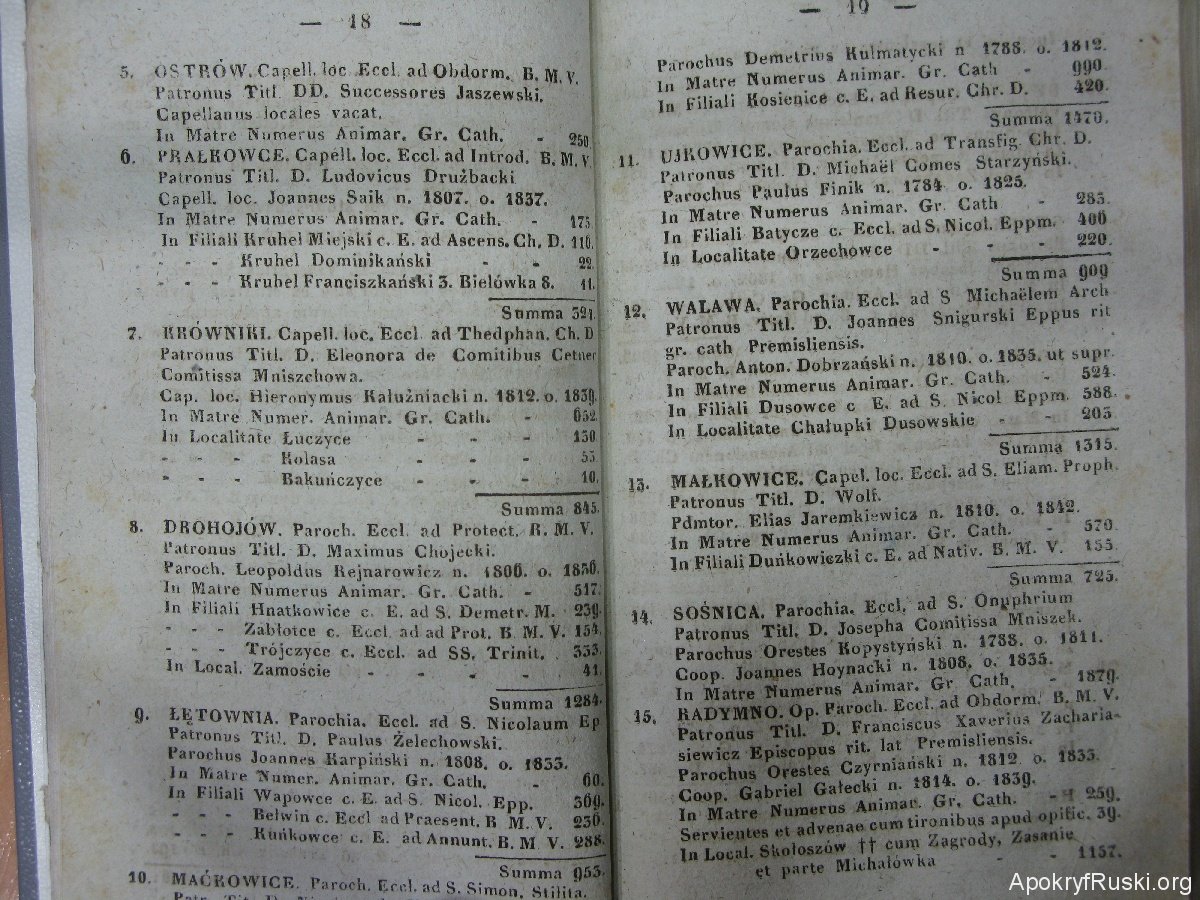 — 18 —
5. OSTRÓW. Capell. loc. Eccl. ad Obdorm. B. M. V.
Patronus Titl. DD. Successores Jaszewski.
Capellanus locales vacat.
In Matre Numerus Animar. Gr. Cath. - 250.
6. PRAŁKOWCE. Capell. loc. Eccl. ad Introd. B. M. V.
Patronus Titl. D. Ludovicus Drużbacki
Capell. loc. Joannes Saik n. 1807. o. 1837.
In Matre Numerus Animar. Gr. Cath. - 175.
In Filiali Kruhel Miejski c. E. ad Ascens. Ch. D. 116.
- - - Kruhel Dominikański - - 22.
- - - Kruhel Franciszkański 3. Bielówka 8. 11.
Summa 324.
7. KRÓWNIKI. Capell. loc. Eccl. ad Thedphan. Ch. D
Patronus Titl. D. Eleonora de Comitibus Cetner
Comitissa Mniszchowa.
Cap. loc. Hieronymus Kałużniacki n. 1812. o. 1839.
In Matre Numer. Animar. Gr. Cath. - 652.
In Localitate Łuczyce - - - 130.
- - - Kolasa - - - 53.
- - - Bakuńczyce - - - 10.
Summa 845.
8. DROHOJÓW. Paroch. Eccl. ad Protect. B. M. V.
Patronus Titl. D. Maximus Chojecki.
Paroch. Leopoldus Rejnarowicz n. 1806. o. 1830.
In Matre Numerus Animar. Gr. Cath. - 517.
In Filiali Hnatkowice c. E. ad S. Demetr. M. 239.
- - - Zabłotce c. Eccl. ad ad Prot. B. M. V. 154.
- - - Trójczyce c. Eccl. ad SS. Trinit. 333.
In Local. Zamoście - - - - 41.
Summa 1284.
9. ŁĘTOWNIA. Parochia. Eccl. ad S. Nicolaum Ep
Patronus Titl. D. Paulus Żelechowski.
Parochus Joannes Karpiński n. 1808. o. 1833.
In Matre Numer. Animar. Gr. Cath. - 60.
In Filiali Wapowce c. E. ad S. Nicol. Epp. 369.
- - - Bełwin c. Eccl ad Praesent. B M. V. 236.
- - - Kuńkowce c. E. ad Annunt. B. M. V. 288.
Summa 953.
10. MAĆKOWICE. Paroch. Eccl. ad S. Simon. Stilita.
— 19 —
Parochus Demetrius Kulmatycki n 1788. o. 1812.
In Matre Numerus Animar. Gr. Cath - 990.
In Filiali Kosienice c. E. ad Resur. Chr. D. 420.
Summa 1470.
11. UJKOWICE. Parochia. Eccl. ad Transfig. Chr. D.
Patronus Titl. D. Michaël Comes Starzyński.
Parochus Paulus Finik n. 1784. o. 1825.
In Matre Numerus Animar. Gr. Cath - 283.
In Filiali Batycze c. Eccl. ad S. Nicol. Eppm. 406
In Localitate Orzechowce - - - 220.
Summa 909
12. WALAWA. Parochia. Eccl. ad S Michaëlem Arch
Patronus Titl. D. Joannes Snigurski Eppus rit
gr. cath Premisliensis.
Paroch. Anton. Dobrzański n. 1810. o. 1835. ut supr.
In Matre Numerus Animar. Gr. Cath. - 524.
In Filiali Dusowce c E. ad S. Nicol Eppm. 588.
In Localitate Chałupki Dusowskie - - 203.
Summa 1315.
13. MAŁKOWICE. Capel. loc. Eccl. ad S. Eliam. Proph.
Patronus Titl. D. Wolf.
Pdmtor. Elias Jaremkiewicz n. 1810. o. 1842.
In Matre Numerus Animar. Gr. Cath. - 570.
In Filiali Duńkowiczki c. E. ad Nativ. B. M. V. 155.
Summa 725.
14. SOŚNICA. Parochia. Eccl. ad S. Onuphrium
Patronus Titl. D. Josepha Comitissa Mniszek.
Parochus Orestes Kopystyński n. 1788. o. 1811.
Coop. Joannes Hoynacki n. 1808. o. 1835.
In Matre Numerus Animar. Gr Cath. - 1879.
15. RADYMNO. Op. Paroch. Eccl. ad Obdorm. B. M. V.
Patronus Titl. D. Franciscus Xaverius Zacharia-
siewicz Episcopus rit. lat Premisliensis.
Parochus Orestes Czyrniański n. 1812 o. 1833.
Coop. Gabriel Gałecki n. 1814. o. 1839.
In Matre Numerus Animar. Gr. Cath. - 259.
Servientes et advenae cum tironibus apud opific. 39.
In Local. Skołoszów †† cum Zagrody, Zasanie
et parte Michałówka - - 1157.
ApokryfRuski.org